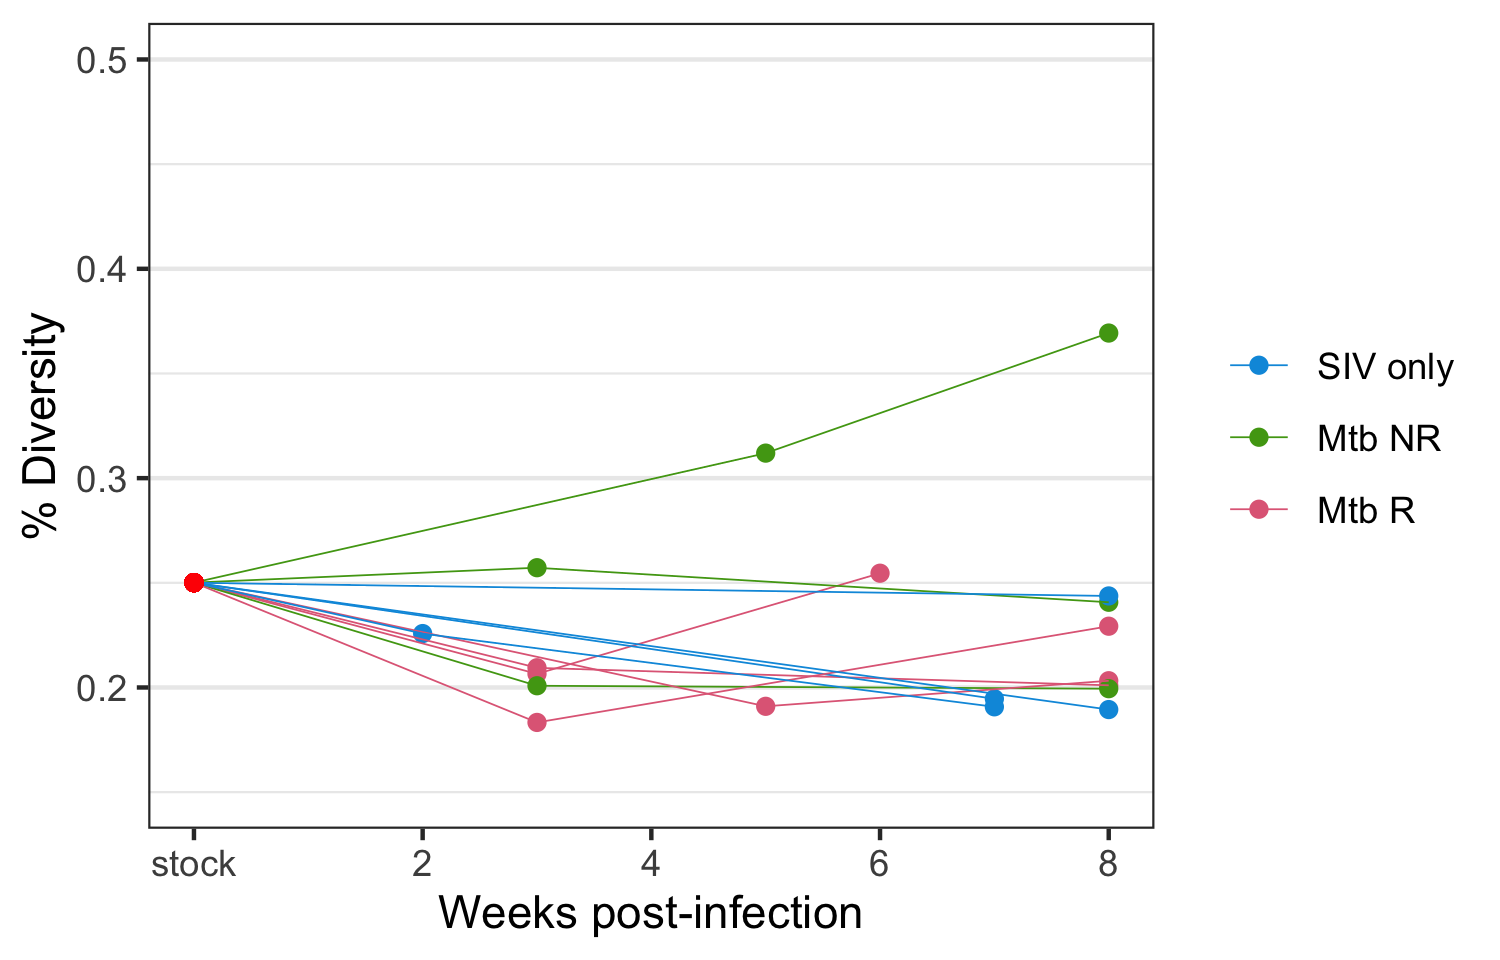 % Diversity
0.5
0.4
0.3
0.2
stock 2 4 6 8
Weeks post-infection
SIV only
Mtb NR
Mtb R